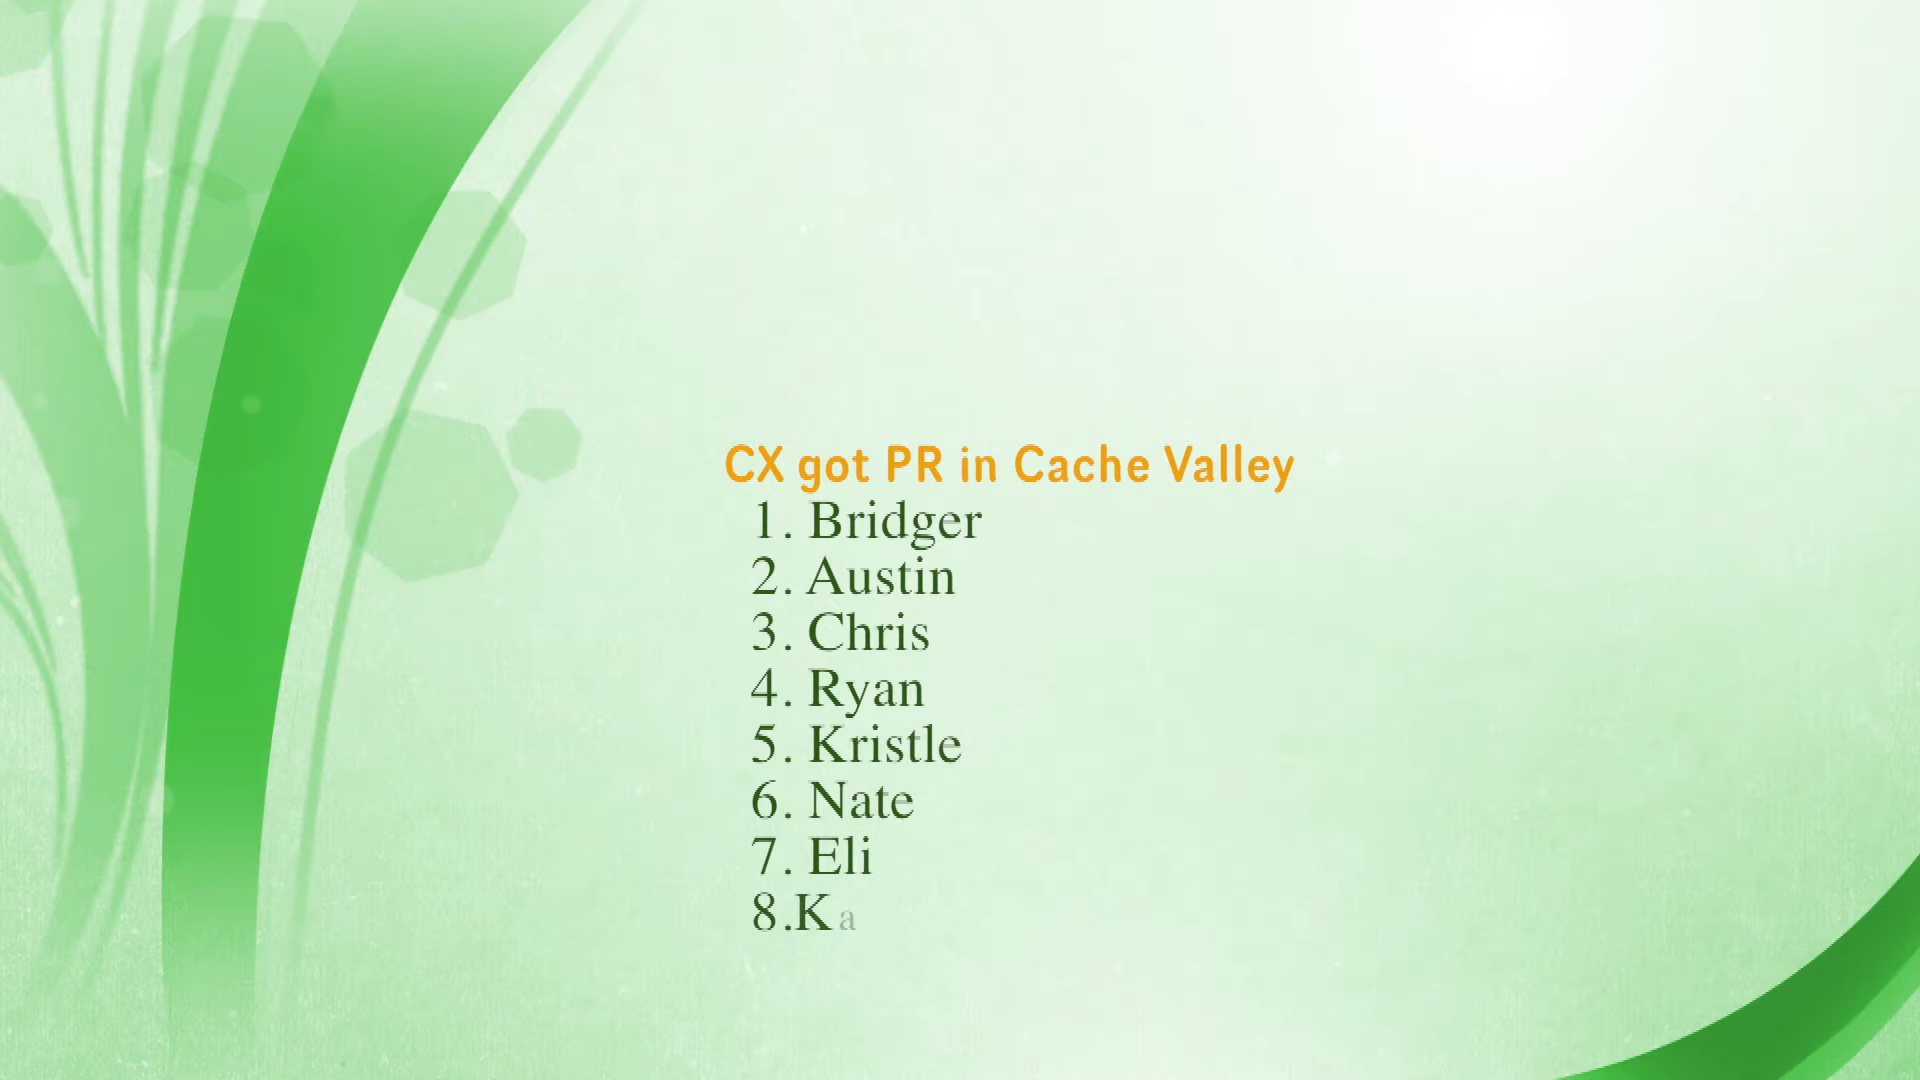 CX got PR in Cache Valley
1. Bridger
2. Austin
3. Chris
4. Ryan
5. Kristle
6. Nate
7. Eli
8.Ka